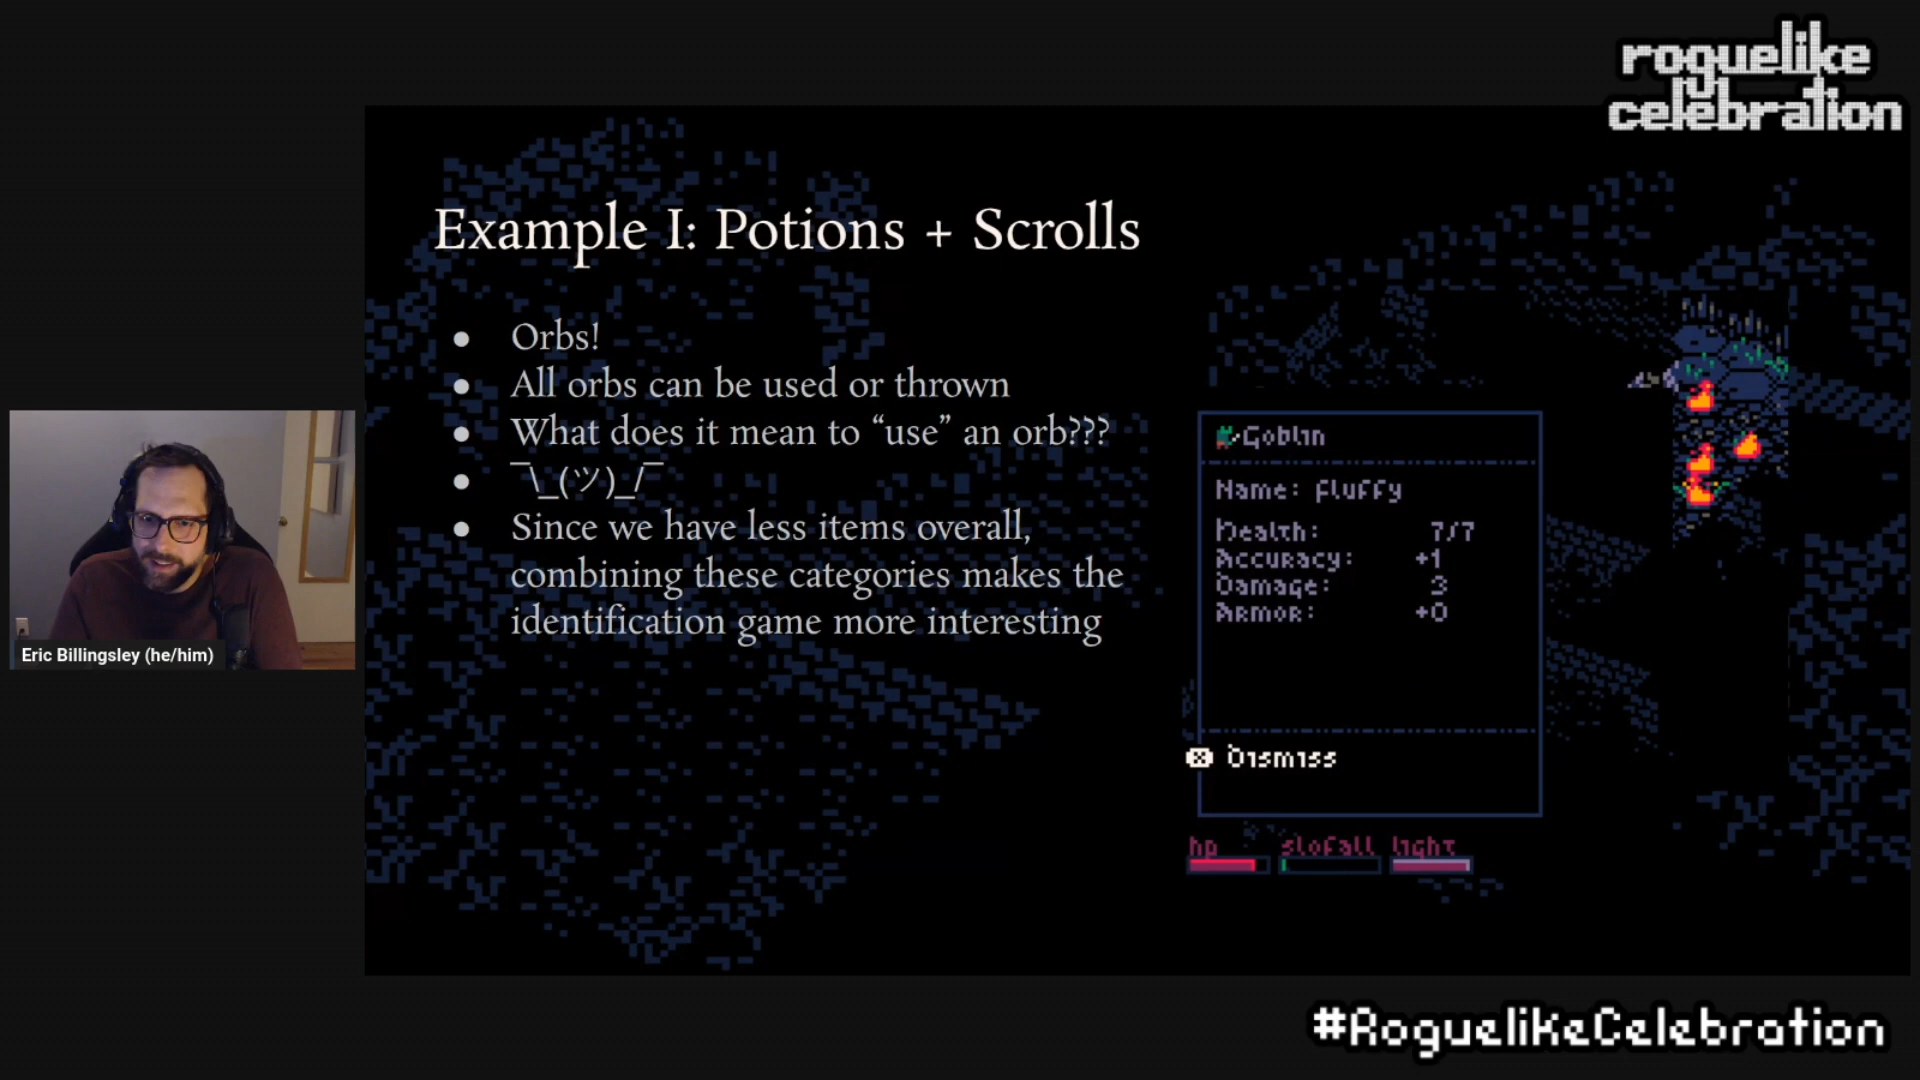 roguelike
celebration
Example I: Potions + Scrolls
● Orbs!
● All orbs can be used or thrown
● What does it mean to “use” an orb???
● ¯\_(ツ)_/¯
● Since we have less items overall,
combining these categories makes the
identification game more interesting
Goblin
Name: fluffy
Health: 7/7
Accuracy: +1
Damage: 3
Armor: +0
Dismiss
hp slofall light
Eric Billingsley (he/him)
#RoguelikeCelebration